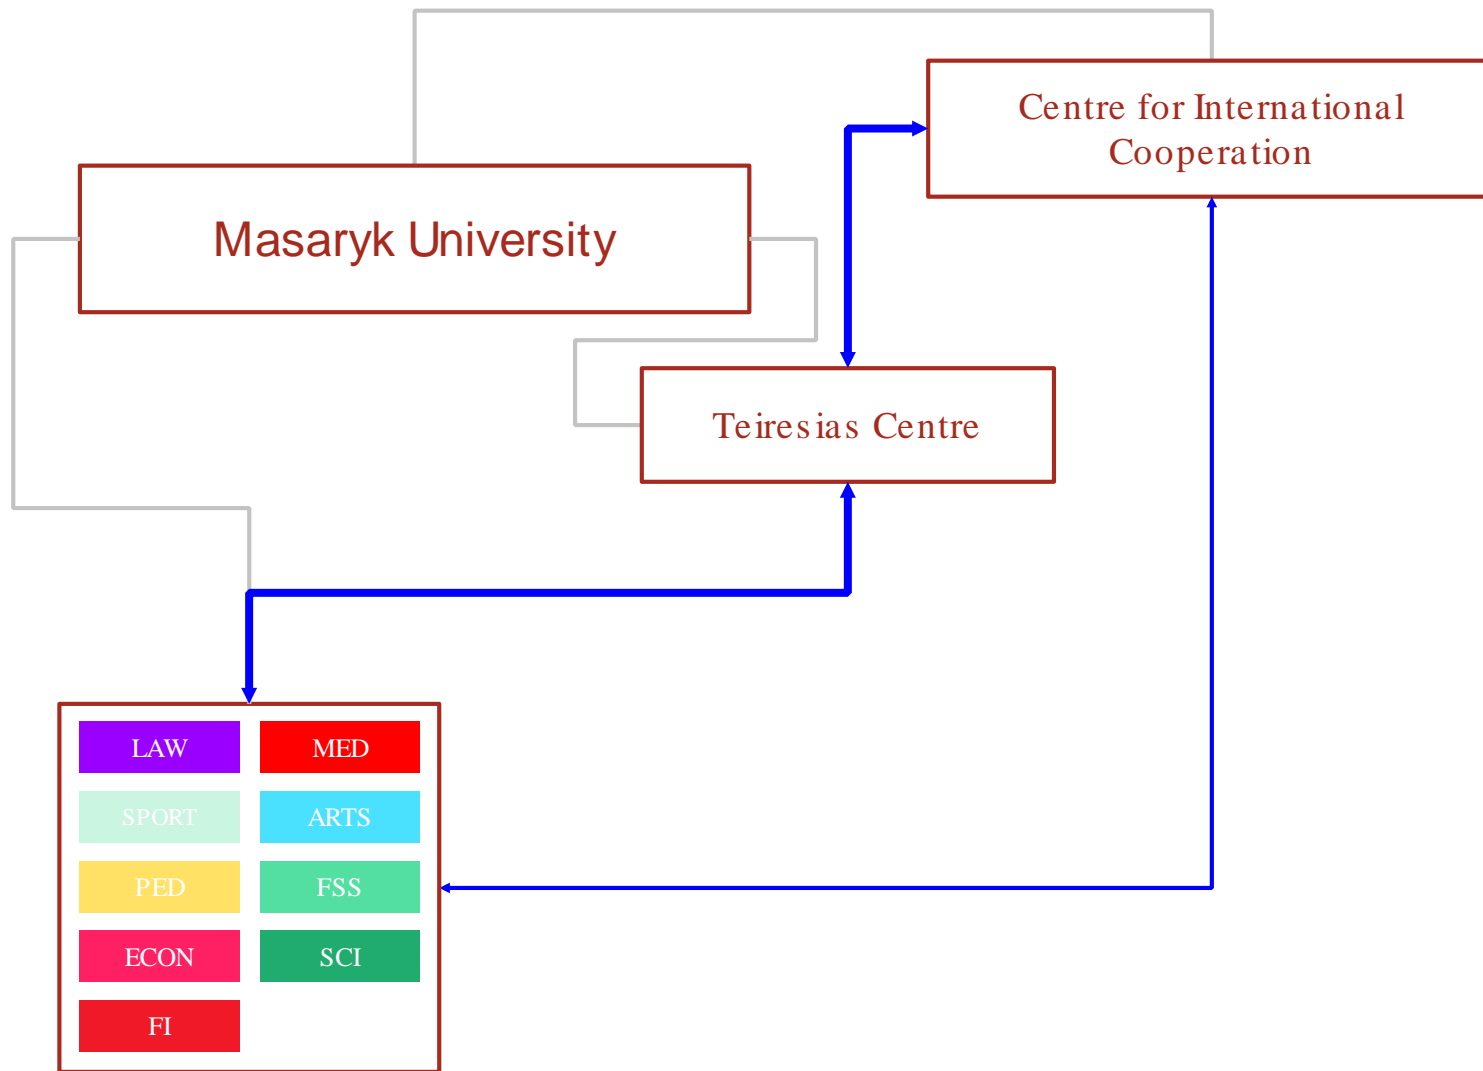 Centre for International
Cooperation
Masaryk University
Teiresias Centre
LAW
MED
SPORT
ARTS
PED
FSS
ECON
SCI
FI